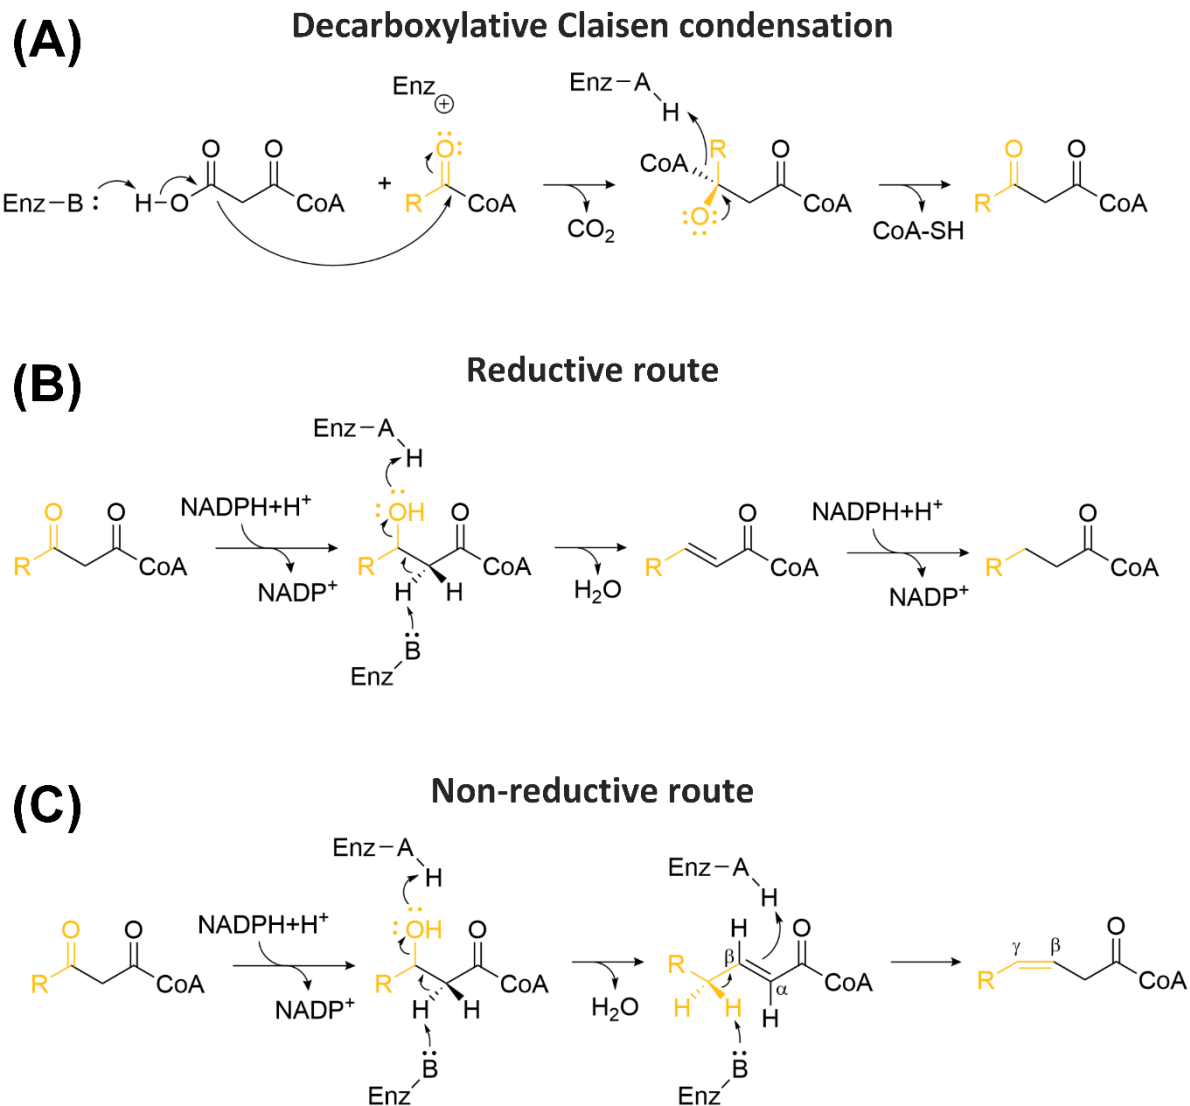 (A)
Decarboxylative Claisen condensation
Enz
+
Enz–A
H
O
O
O
R
O
O
O
CoA
Enz–B:
H–O
CoA
+
R
CoA
CO2
O
CoA
CoA-SH
R
CoA
(B)
Reductive route
Enz–A
H
NADPH+H+
NADP+
O
O
OH
O
H2O
O
NADPH+H+
NADP+
O
R
CoA
R
CoA
R
CoA
R
CoA
H
H
B
Enz
(C)
Non-reductive route
Enz–A
H
Enz–A
H
NADPH+H+
NADP+
O
O
OH
O
H2O
H
O
O
R
CoA
R
CoA
R
β
α
CoA
γ
β
R
CoA
H
H
H
H
H
B
Enz
B
Enz